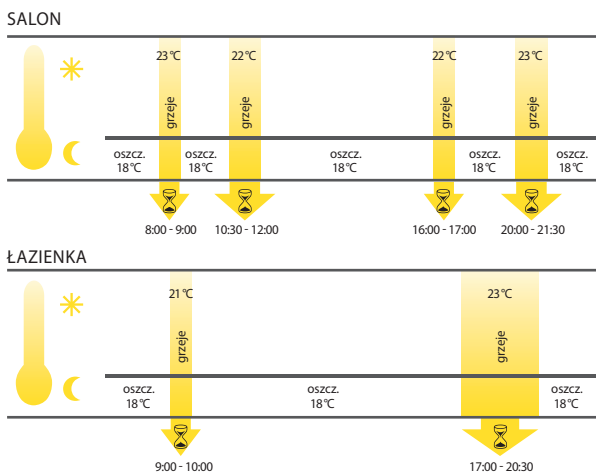 SALON
23℃ 22℃ 22℃ 23℃
grzeje grzeje grzeje grzeje
oszcz. oszcz. oszcz. oszcz. oszcz.
18℃ 18℃ 18℃ 18℃ 18℃
8:00 - 9:00 10:30 - 12:00 16:00 - 17:00 20:00 - 21:30
ŁAZIENKA
21℃ 23℃
grzeje grzeje
oszcz. oszcz. oszcz.
18℃ 18℃ 18℃
9:00 - 10:00 17:00 - 20:30